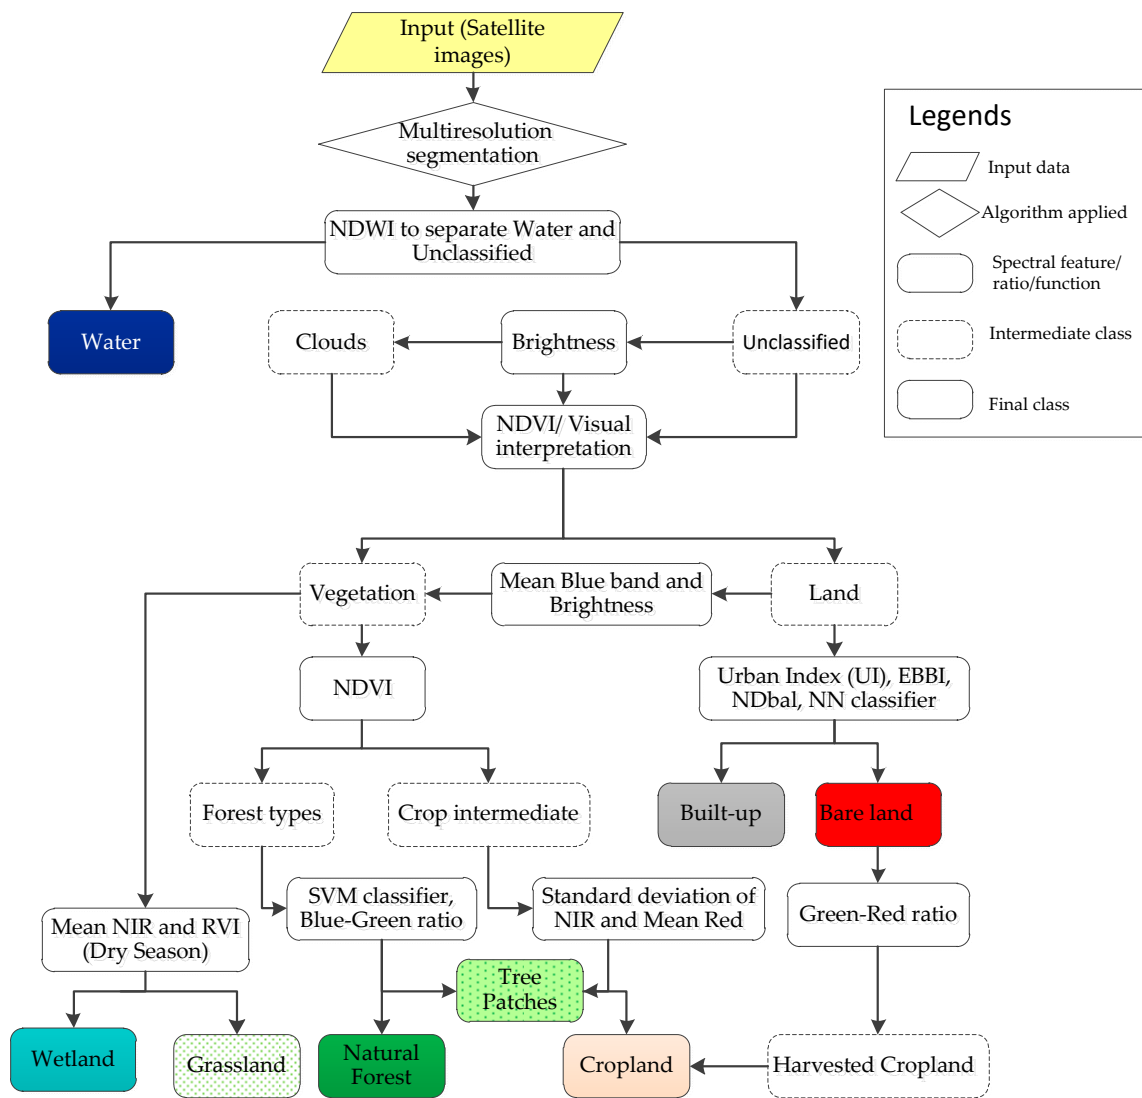 Input (Satellite
images)
Multiresolution
segmentation
NDWI to separate Water and
Unclassified
Water
Clouds
Brightness
Unclassified
NDVI/ Visual
interpretation
Legends
Input data
Algorithm applied
Spectral feature/
ratio/function
Intermediate class
Final class
Vegetation
Mean Blue band and
Brightness
Land
NDVI
Urban Index (UI), EBBI,
NDbal, NN classifier
Forest types
Crop intermediate
Built-up
Bare land
SVM classifier,
Blue-Green ratio
Standard deviation of
NIR and Mean Red
Green-Red ratio
Mean NIR and RVI
(Dry Season)
Tree
Patches
Wetland
Grassland
Natural
Forest
Cropland
Harvested Cropland